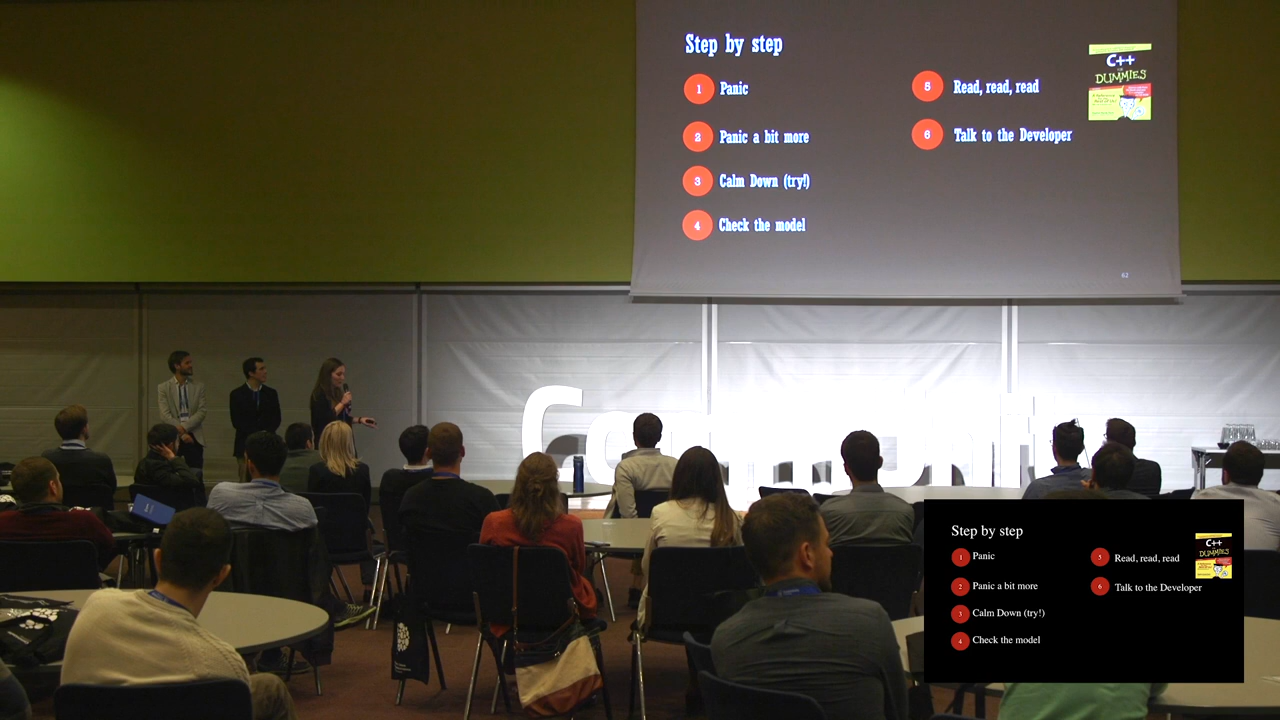 Step by step
1 Panic
2 Panic a bit more
3 Calm Down (try!)
4 Check the model
5 Read, read, read
6 Talk to the Developer
C++
DUMMIES
62
Step by step
1 Panic
2 Panic a bit more
3 Calm Down (try!)
4 Check the model
5 Read, read, read
6 Talk to the Developer
C++
DUMMIES